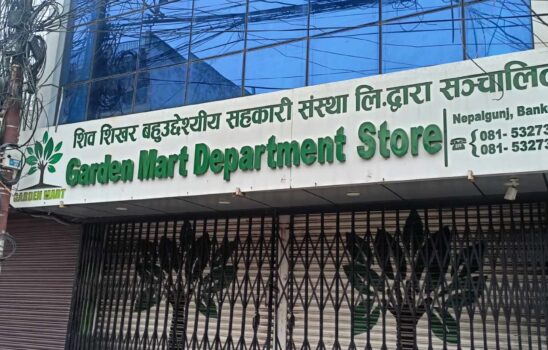 शिव शिखर बहुउद्देश्यीय सहकारी संस्था लि.द्वारा सञ्चालित
Garden Mart Department Store
GARDEN MART
Nepalgunj, Bank
081- 53273
081- 53273